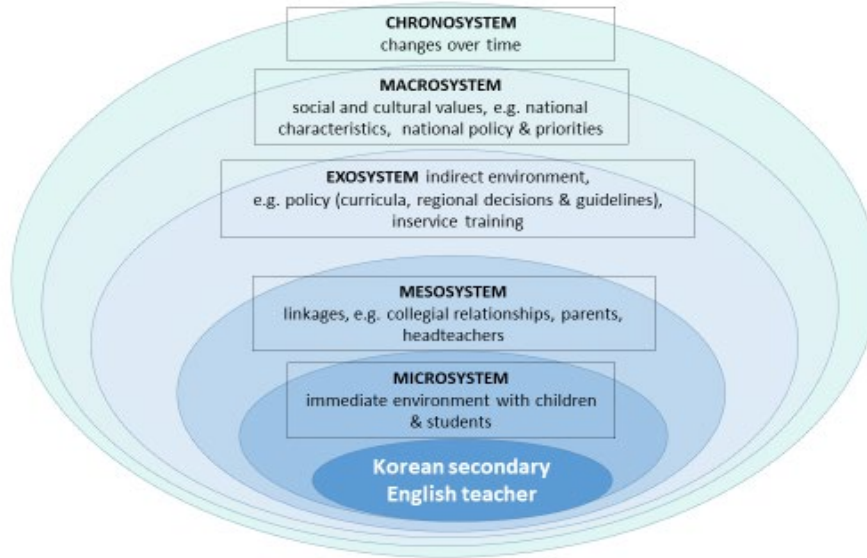 CHRONOSYSTEM
changes over time
MACROSYSTEM
social and cultural values, e.g. national
characteristics, national policy & priorities
EXOSYSTEM indirect environment,
e.g. policy (curricula, regional decisions & guidelines),
inservice training
MESOSYSTEM
linkages, e.g. collegial relationships, parents,
headteachers
MICROSYSTEM
immediate environment with children
& students
Korean secondary
English teacher